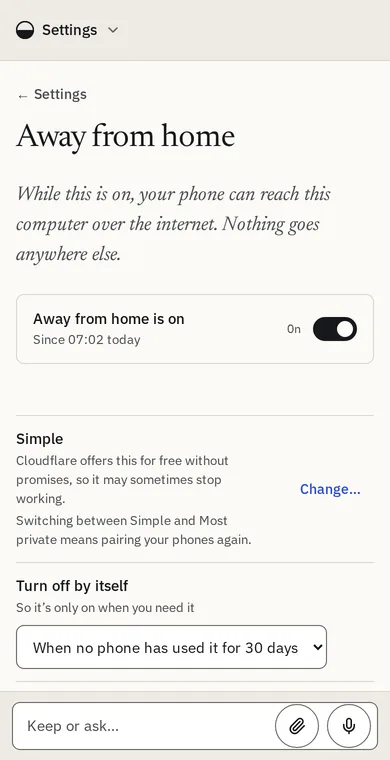 Settings
← Settings
Away from home
While this is on, your phone can reach this
computer over the internet. Nothing goes
anywhere else.
Away from home is on
Since 07:02 today
On
Simple
Cloudflare offers this for free without
promises, so it may sometimes stop
working.
Switching between Simple and Most
private means pairing your phones again.
Change…
Turn off by itself
So it’s only on when you need it
When no phone has used it for 30 days
Keep or ask…